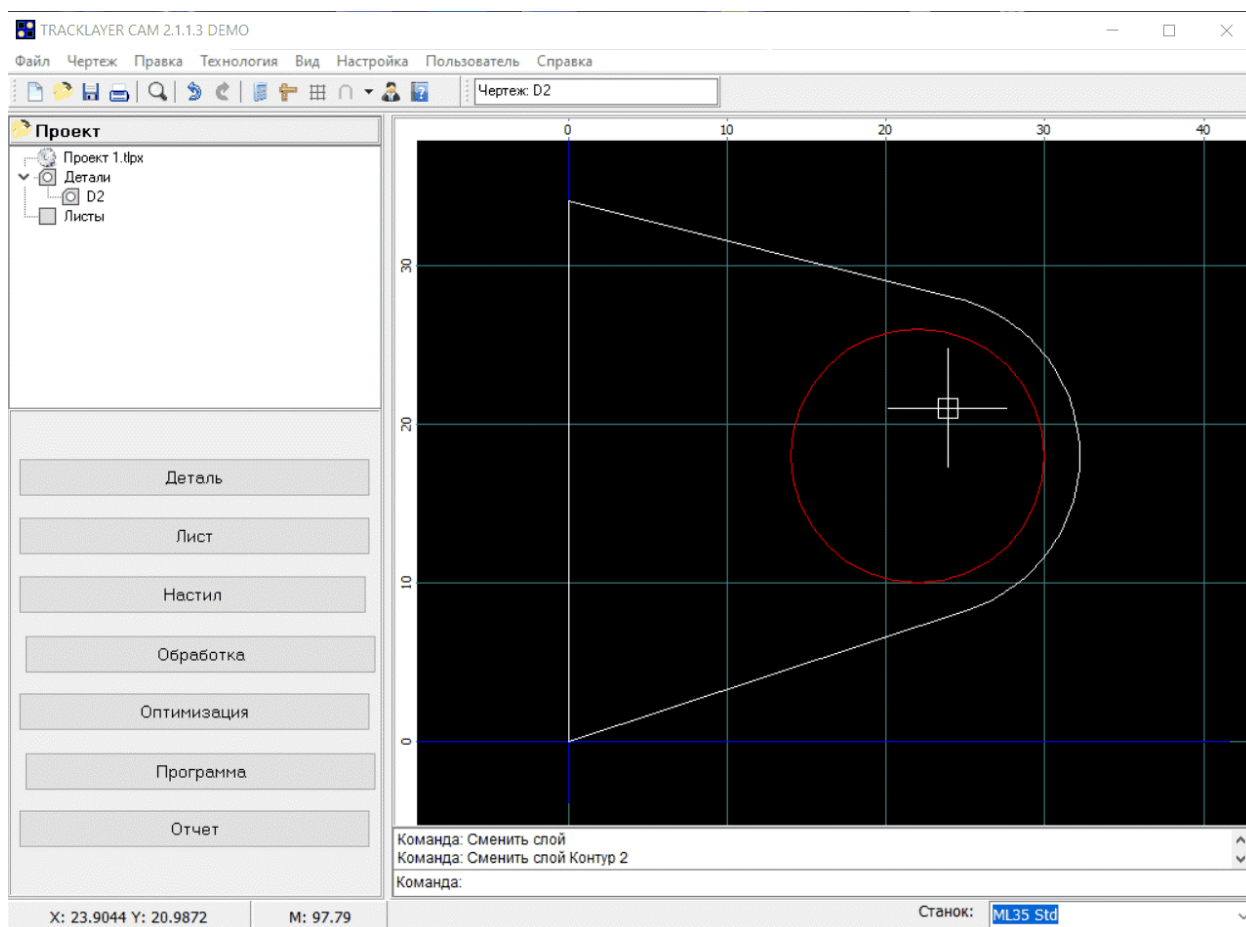 TRACKLAYER CAM 2.1.1.3 DEMO
Файл Чертеж Правка Технология Вид Настройка Пользователь Справка
Чертеж: D2
Проект
Проект 1.tlpx
Детали
D2
Листы
Деталь
Лист
Настил
Обработка
Оптимизация
Программа
Отчет
0 10 20 30 40
30
20
10
0
Команда: Сменить слой
Команда: Сменить слой Контур 2
Команда:
X: 23.9044 Y: 20.9872 M: 97.79 Станок: ML35 Std